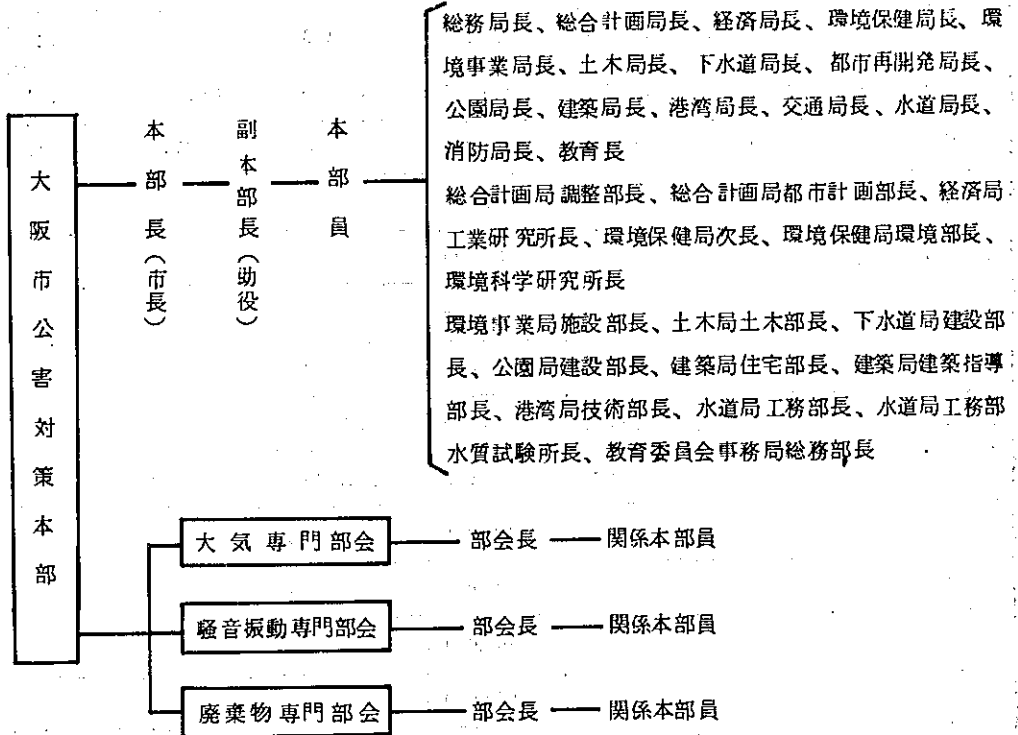 大阪市公害対策本部
本部長(市長)
副本部長(助役)
本部員
総務局長、総合計画局長、経済局長、環境保健局長、環
境事業局長、土木局長、下水道局長、都市再開発局長、
公園局長、建築局長、港湾局長、交通局長、水道局長、
消防局長、教育長
総合計画局調整部長、総合計画局都市計画部長、経済局
工業研究所長、環境保健局次長、環境保健局環境部長、
環境科学研究所長
環境事業局施設部長、土木局土木部長、下水道局建設部
長、公園局建設部長、建築局住宅部長、建築局建築指導
部長、港湾局技術部長、水道局工務部長、水道局工務部
水質試験所長、教育委員会事務局総務部長
大気専門部会 部会長 関係本部員
騒音振動専門部会 部会長 関係本部員
廃棄物専門部会 部会長 関係本部員